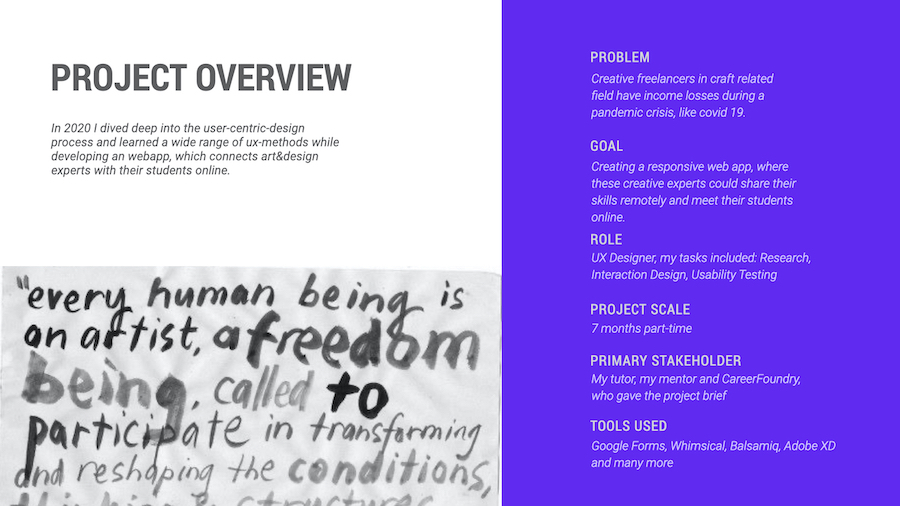 PROJECT OVERVIEW
In 2020 I dived deep into the user-centric-design
process and learned a wide range of ux-methods while
developing an webapp, which connects art&design
experts with their students online.
"every human being is
an artist, a freedom
being, called to
participate in transforming
and reshaping the conditions,
thinking & structures
PROBLEM
Creative freelancers in craft related
field have income losses during a
pandemic crisis, like covid 19.
GOAL
Creating a responsive web app, where
these creative experts could share their
skills remotely and meet their students
online.
ROLE
UX Designer, my tasks included: Research,
Interaction Design, Usability Testing
PROJECT SCALE
7 months part-time
PRIMARY STAKEHOLDER
My tutor, my mentor and CareerFoundry,
who gave the project brief
TOOLS USED
Google Forms, Whimsical, Balsamiq, Adobe XD
and many more